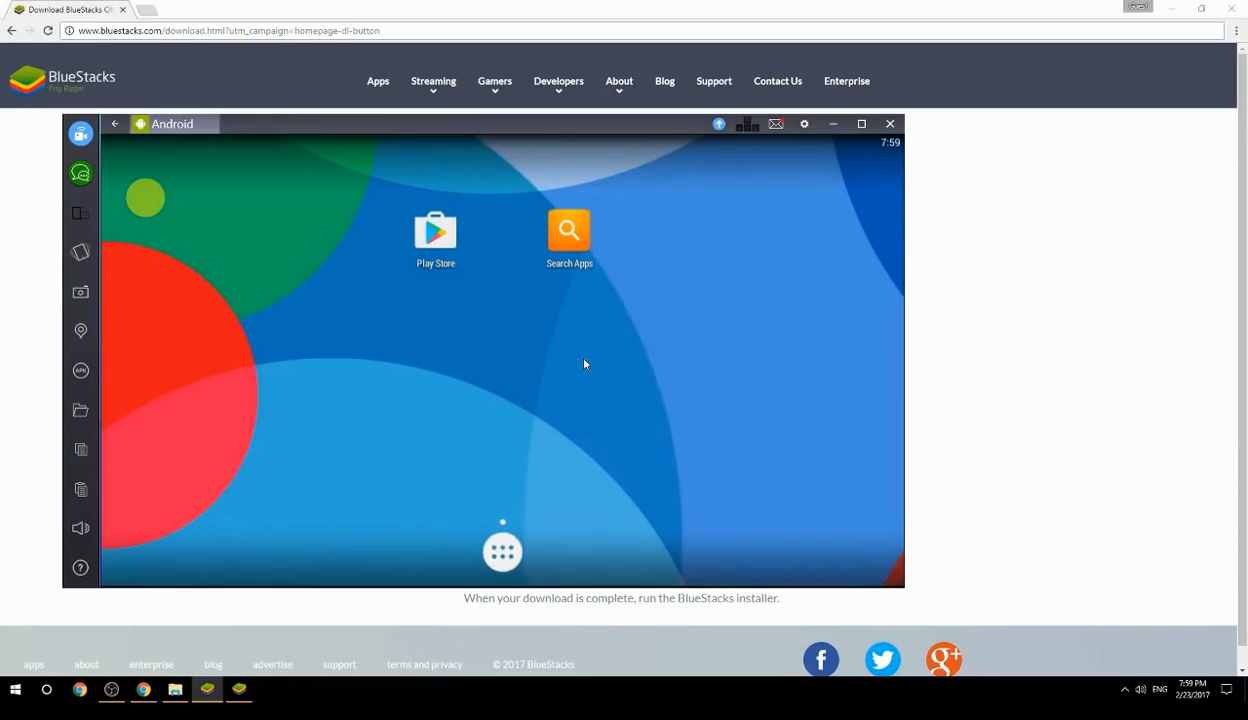 Download BlueStacks O
Guest
www.bluestacks.com/download.html?utm_campaign=homepage-dl-button
BlueStacks
Play Bigger
Apps Streaming Gamers Developers About Blog Support Contact Us Enterprise
Android
7:59
Play Store Search Apps
APK
?
When your download is complete, run the BlueStacks installer.
apps about enterprise blog advertise support terms and privacy © 2017 BlueStacks
f g+
ENG
7:59 PM
2/23/2017